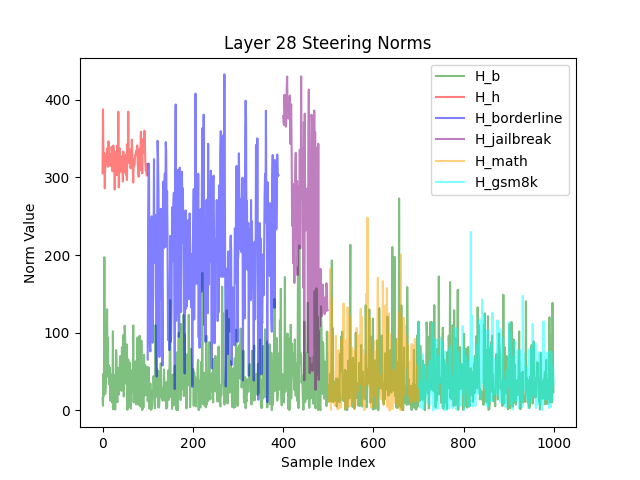 Layer 28 Steering Norms
H_b
H_h
H_borderline
H_jailbreak
H_math
H_gsm8k
Norm Value
400
300
200
100
0
0 200 400 600 800 1000
Sample Index